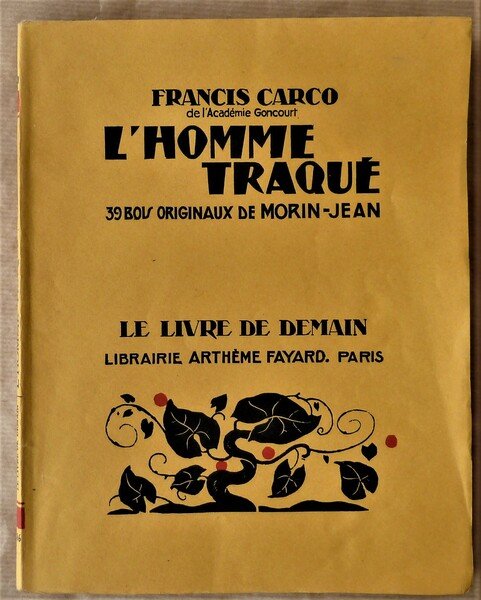 FRANCIS CARCO
de l'Académie Goncourt
L'HOMME
TRAQUÉ
39 BOIS ORIGINAUX DE MORIN-JEAN
LE LIVRE DE DEMAIN
LIBRAIRIE ARTHÈME FAYARD. PARIS